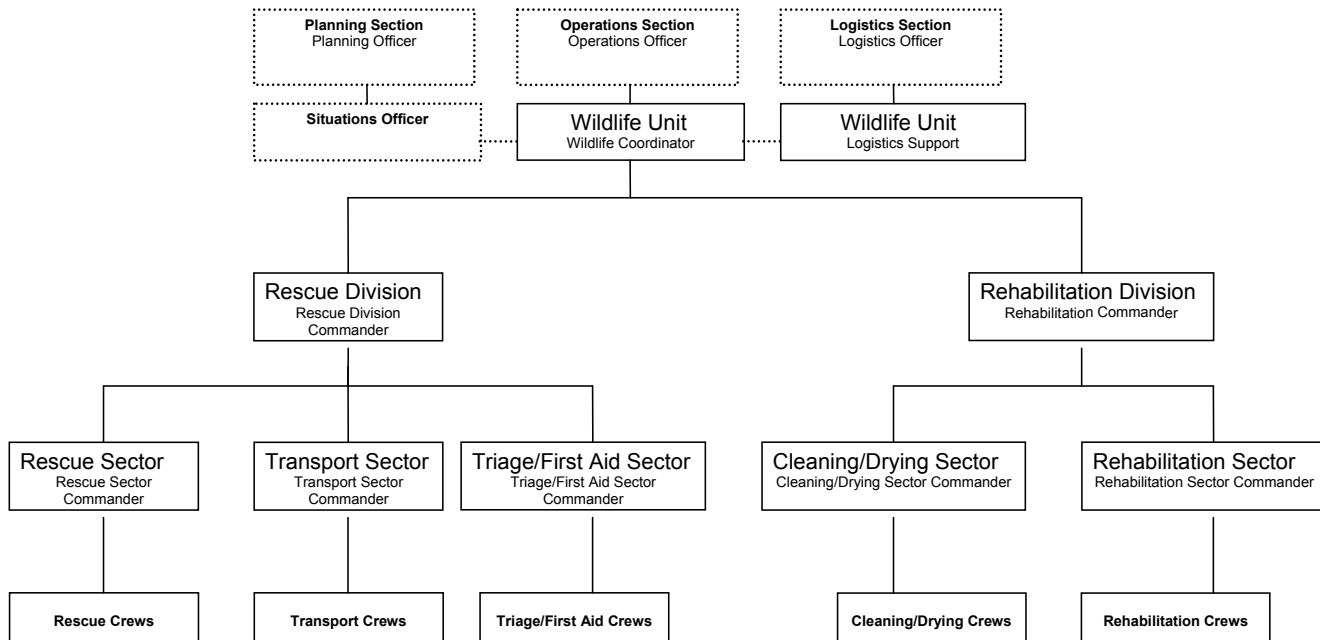 Planning Section
Planning Officer
Operations Section
Operations Officer
Logistics Section
Logistics Officer
Situations Officer
Wildlife Unit
Wildlife Coordinator
Wildlife Unit
Logistics Support
Rescue Division
Rescue Division
Commander
Rehabilitation Division
Rehabilitation Commander
Rescue Sector
Rescue Sector
Commander
Transport Sector
Transport Sector
Commander
Triage/First Aid Sector
Triage/First Aid Sector
Commander
Cleaning/Drying Sector
Cleaning/Drying Sector Commander
Rehabilitation Sector
Rehabilitation Sector Commander
Rescue Crews
Transport Crews
Triage/First Aid Crews
Cleaning/Drying Crews
Rehabilitation Crews